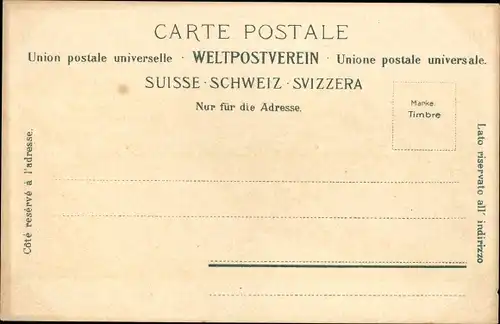 CARTE POSTALE
Union postale universelle · WELTPOSTVEREIN · Unione postale universale.
SUISSE · SCHWEIZ · SVIZZERA
Nur für die Adresse.
Marke.
Timbre
Côté resérvé à l'adresse.
Lato riservato all' indirizzo